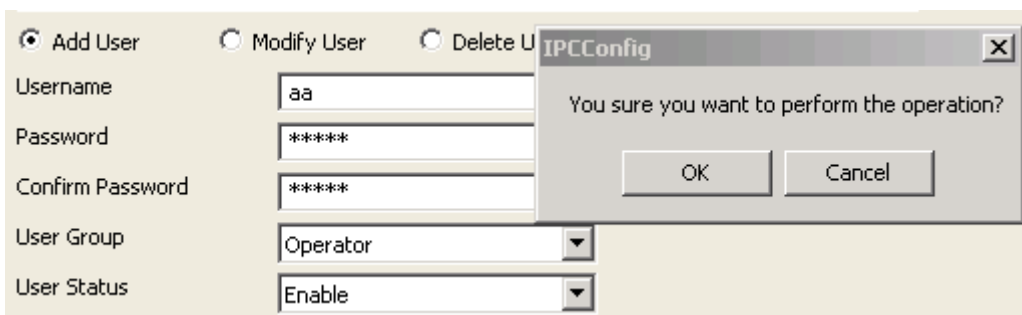 Add User Modify User Delete U
Username aa
Password *****
Confirm Password *****
User Group Operator
User Status Enable
IPCConfig
You sure you want to perform the operation?
OK Cancel